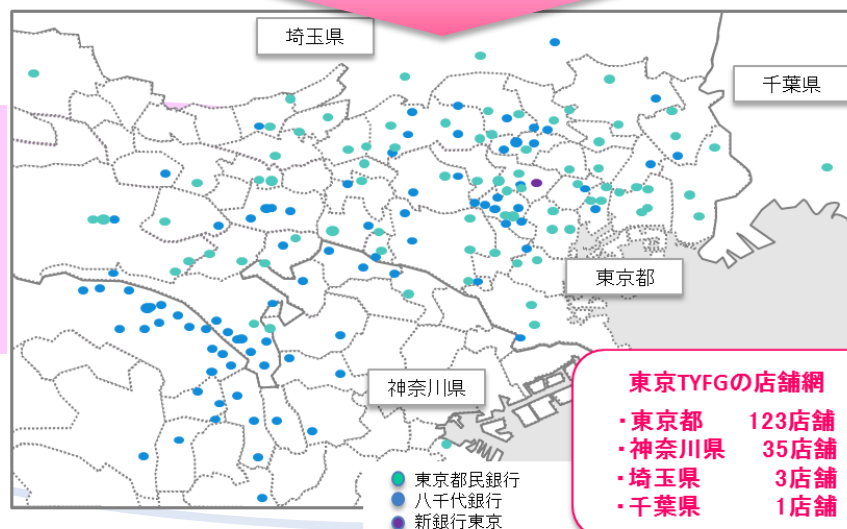 埼玉県
千葉県
東京都
神奈川県
東京TYFGの店舗網
・東京都 123店舗
・神奈川県 35店舗
・埼玉県 3店舗
・千葉県 1店舗
東京都民銀行
八千代銀行
新銀行東京